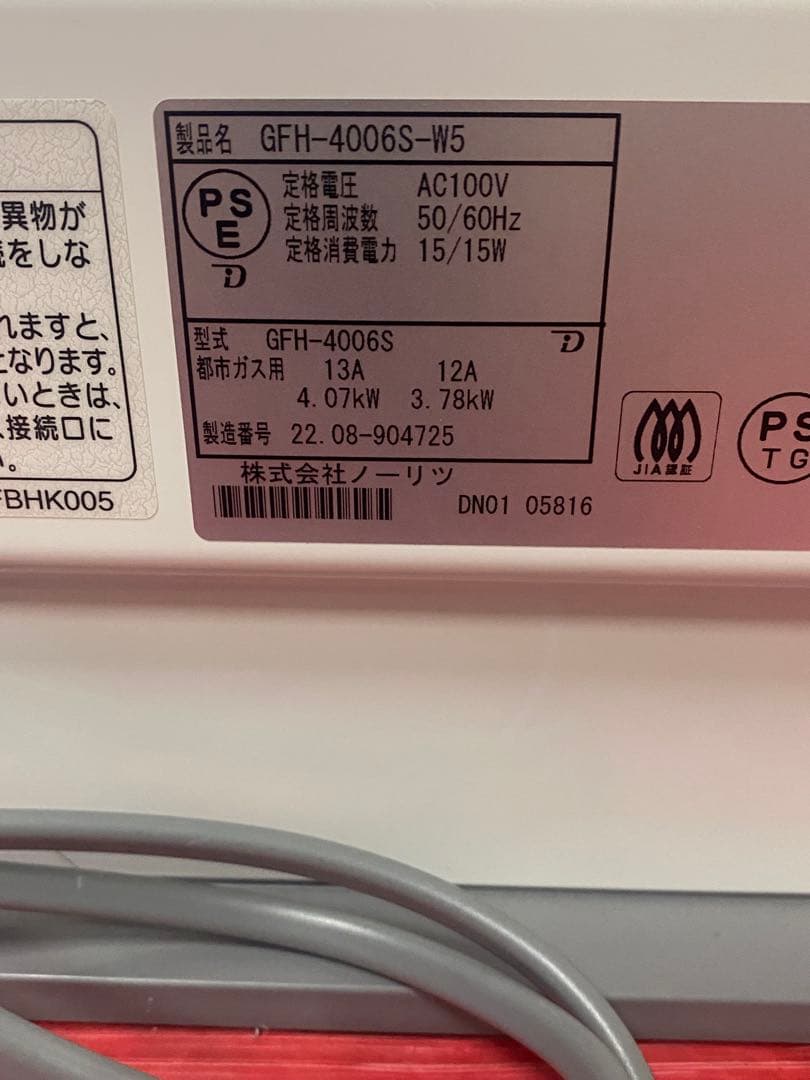 異物が
をしな
れますと、
となります。
いときは、
接続口に
い。
FBHK005
製品名 GFH-4006S-W5
PSE
定格電圧 AC100V
定格周波数 50/60Hz
定格消費電力 15/15W
型式 GFH-4006S
都市ガス用 13A 12A
4.07kW 3.78kW
製造番号 22.08-904725
株式会社ノーリツ
DN01 05816
JIA認証
PS
TG